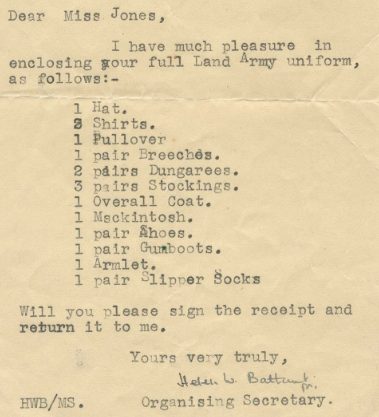 Dear Miss Jones,
I have much pleasure in
enclosing your full Land Army uniform,
as follows:-
1 Hat.
2 Shirts.
1 Pullover
1 pair Breeches.
2 pairs Dungarees.
3 pairs Stockings.
1 Overall Coat.
1 Mackintosh.
1 pair Shoes.
1 pair Gumboots.
1 Armlet.
1 pair Slipper Socks
Will you please sign the receipt and
return it to me.
Yours very truly,
Helen W.
HWB/MS. Organising Secretary.